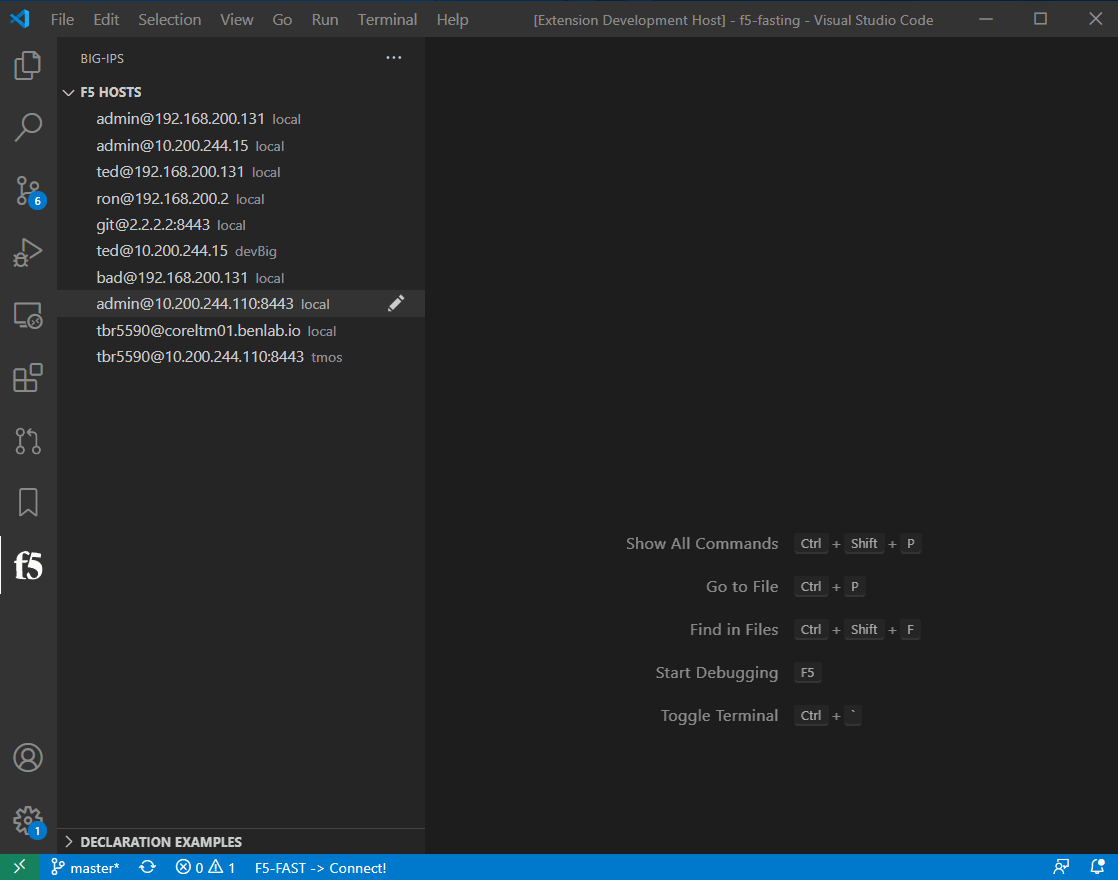 File Edit Selection View Go Run Terminal Help [Extension Development Host] - f5-fasting - Visual Studio Code
BIG-IPS
F5 HOSTS
admin@192.168.200.131 local
admin@10.200.244.15 local
ted@192.168.200.131 local
ron@192.168.200.2 local
git@2.2.2.2:8443 local
ted@10.200.244.15 devBig
bad@192.168.200.131 local
admin@10.200.244.110:8443 local
tbr5590@coreltm01.benlab.io local
tbr5590@10.200.244.110:8443 tmos
6
f5
1
Show All Commands Ctrl + Shift + P
Go to File Ctrl + P
Find in Files Ctrl + Shift + F
Start Debugging F5
Toggle Terminal Ctrl + `
DECLARATION EXAMPLES
master* 0 1 F5-FAST -> Connect!